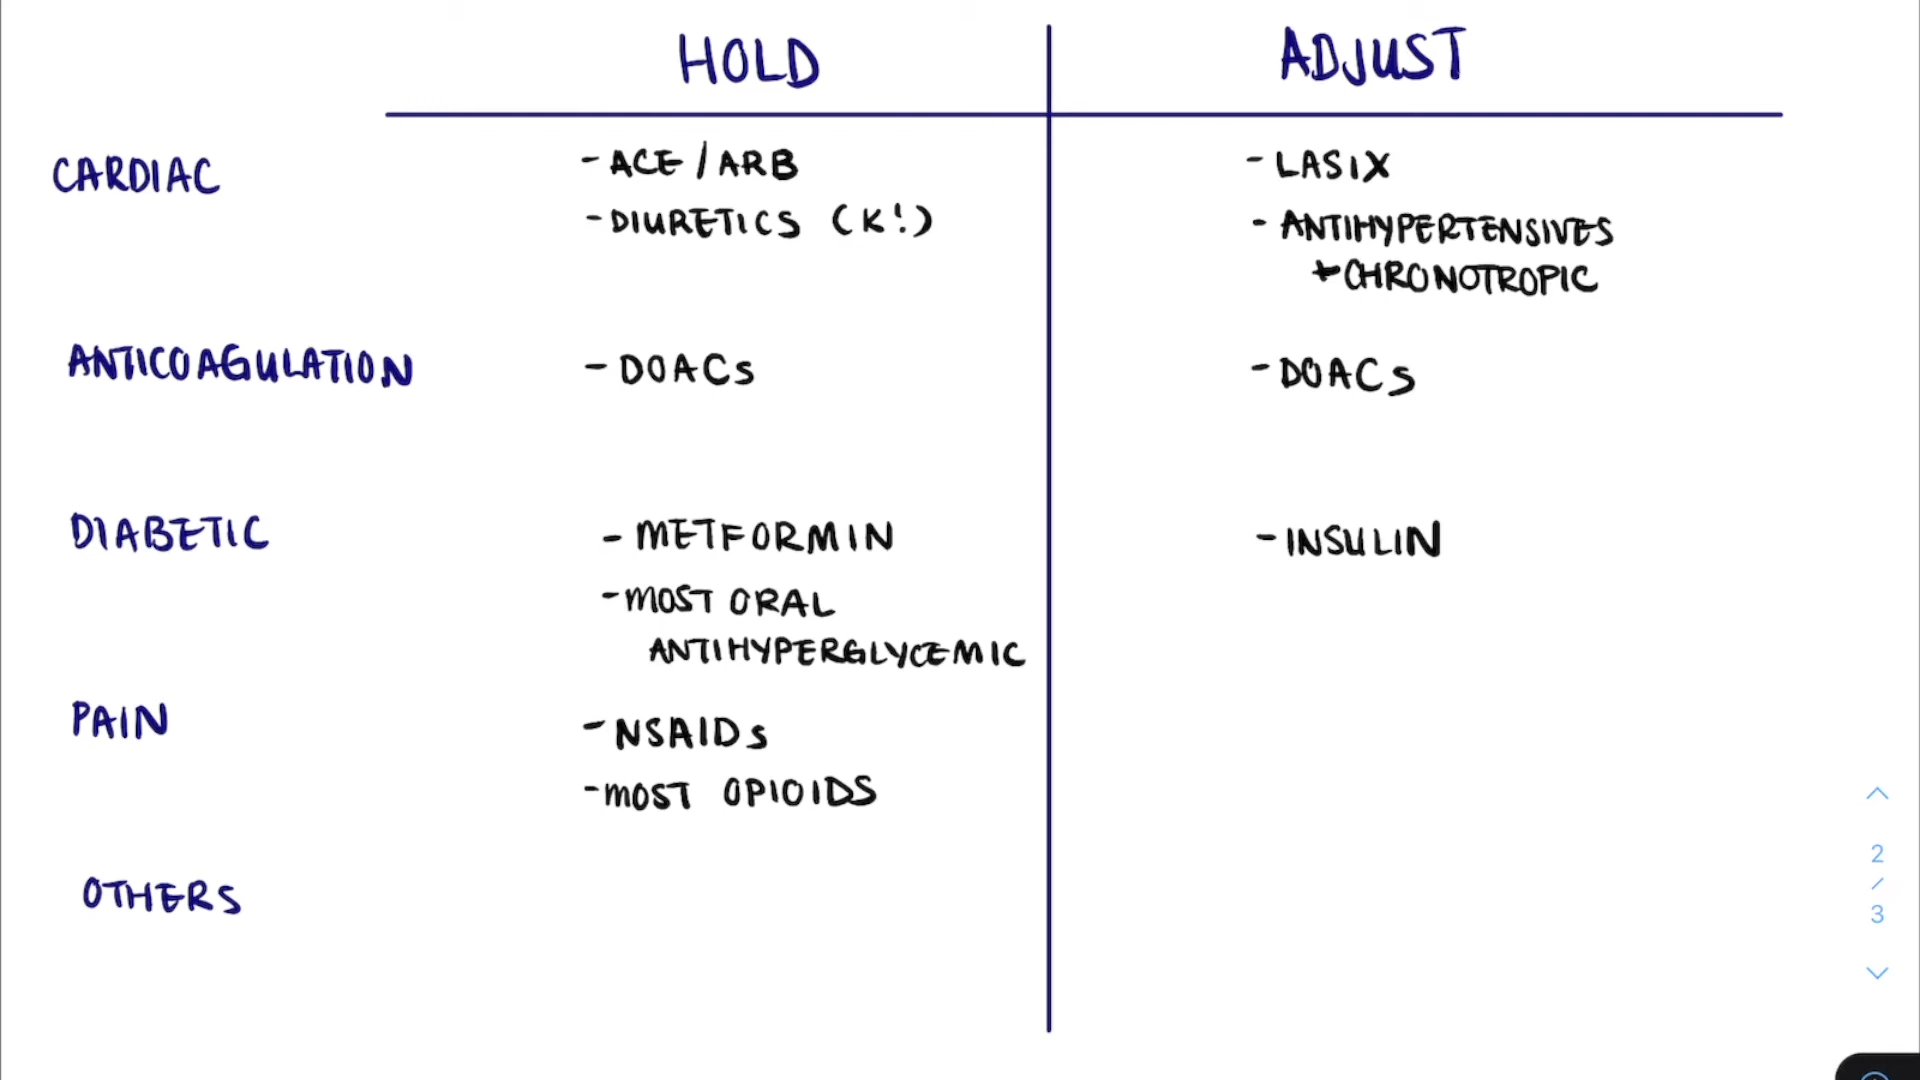 HOLD
ADJUST
CARDIAC
- ACE / ARB
- LASIX
- DIURETICS (K!)
- ANTIHYPERTENSIVES
+ CHRONOTROPIC
ANTICOAGULATION
- DOACs
- DOACs
DIABETIC
- METFORMIN
- INSULIN
- MOST ORAL
ANTIHYPERGLYCEMIC
PAIN
- NSAIDs
- MOST OPIOIDS
OTHERS
2
/
3